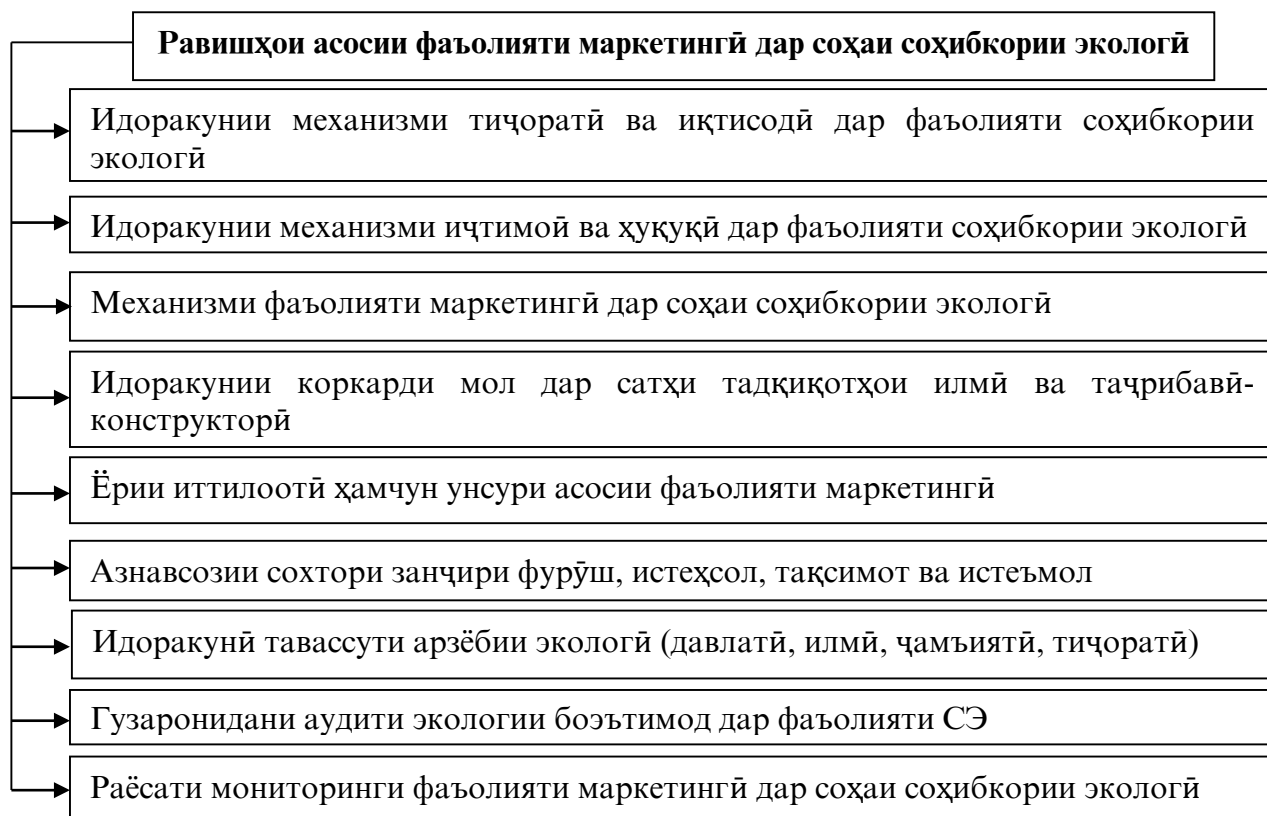 Равишҳои асосии фаъолияти маркетингӣ дар соҳаи соҳибкории экологӣ
Идоракунии механизми тиҷоратӣ ва иқтисодӣ дар фаъолияти соҳибкории
экологӣ
Идоракунии механизми иҷтимоӣ ва ҳуқуқӣ дар фаъолияти соҳибкории экологӣ
Механизми фаъолияти маркетингӣ дар соҳаи соҳибкории экологӣ
Идоракунии коркарди мол дар сатҳи тадқиқотҳои илмӣ ва таҷрибавӣ-
конструкторӣ
Ёрии иттилоотӣ ҳамчун унсури асосии фаъолияти маркетингӣ
Азнавсозии сохтори занҷири фурӯш, истеҳсол, тақсимот ва истеъмол
Идоракунӣ тавассути арзёбии экологӣ (давлатӣ, илмӣ, ҷамъиятӣ, тиҷоратӣ)
Гузаронидани аудити экологии боэътимод дар фаъолияти СЭ
Раёсати мониторинги фаъолияти маркетингӣ дар соҳаи соҳибкории экологӣ